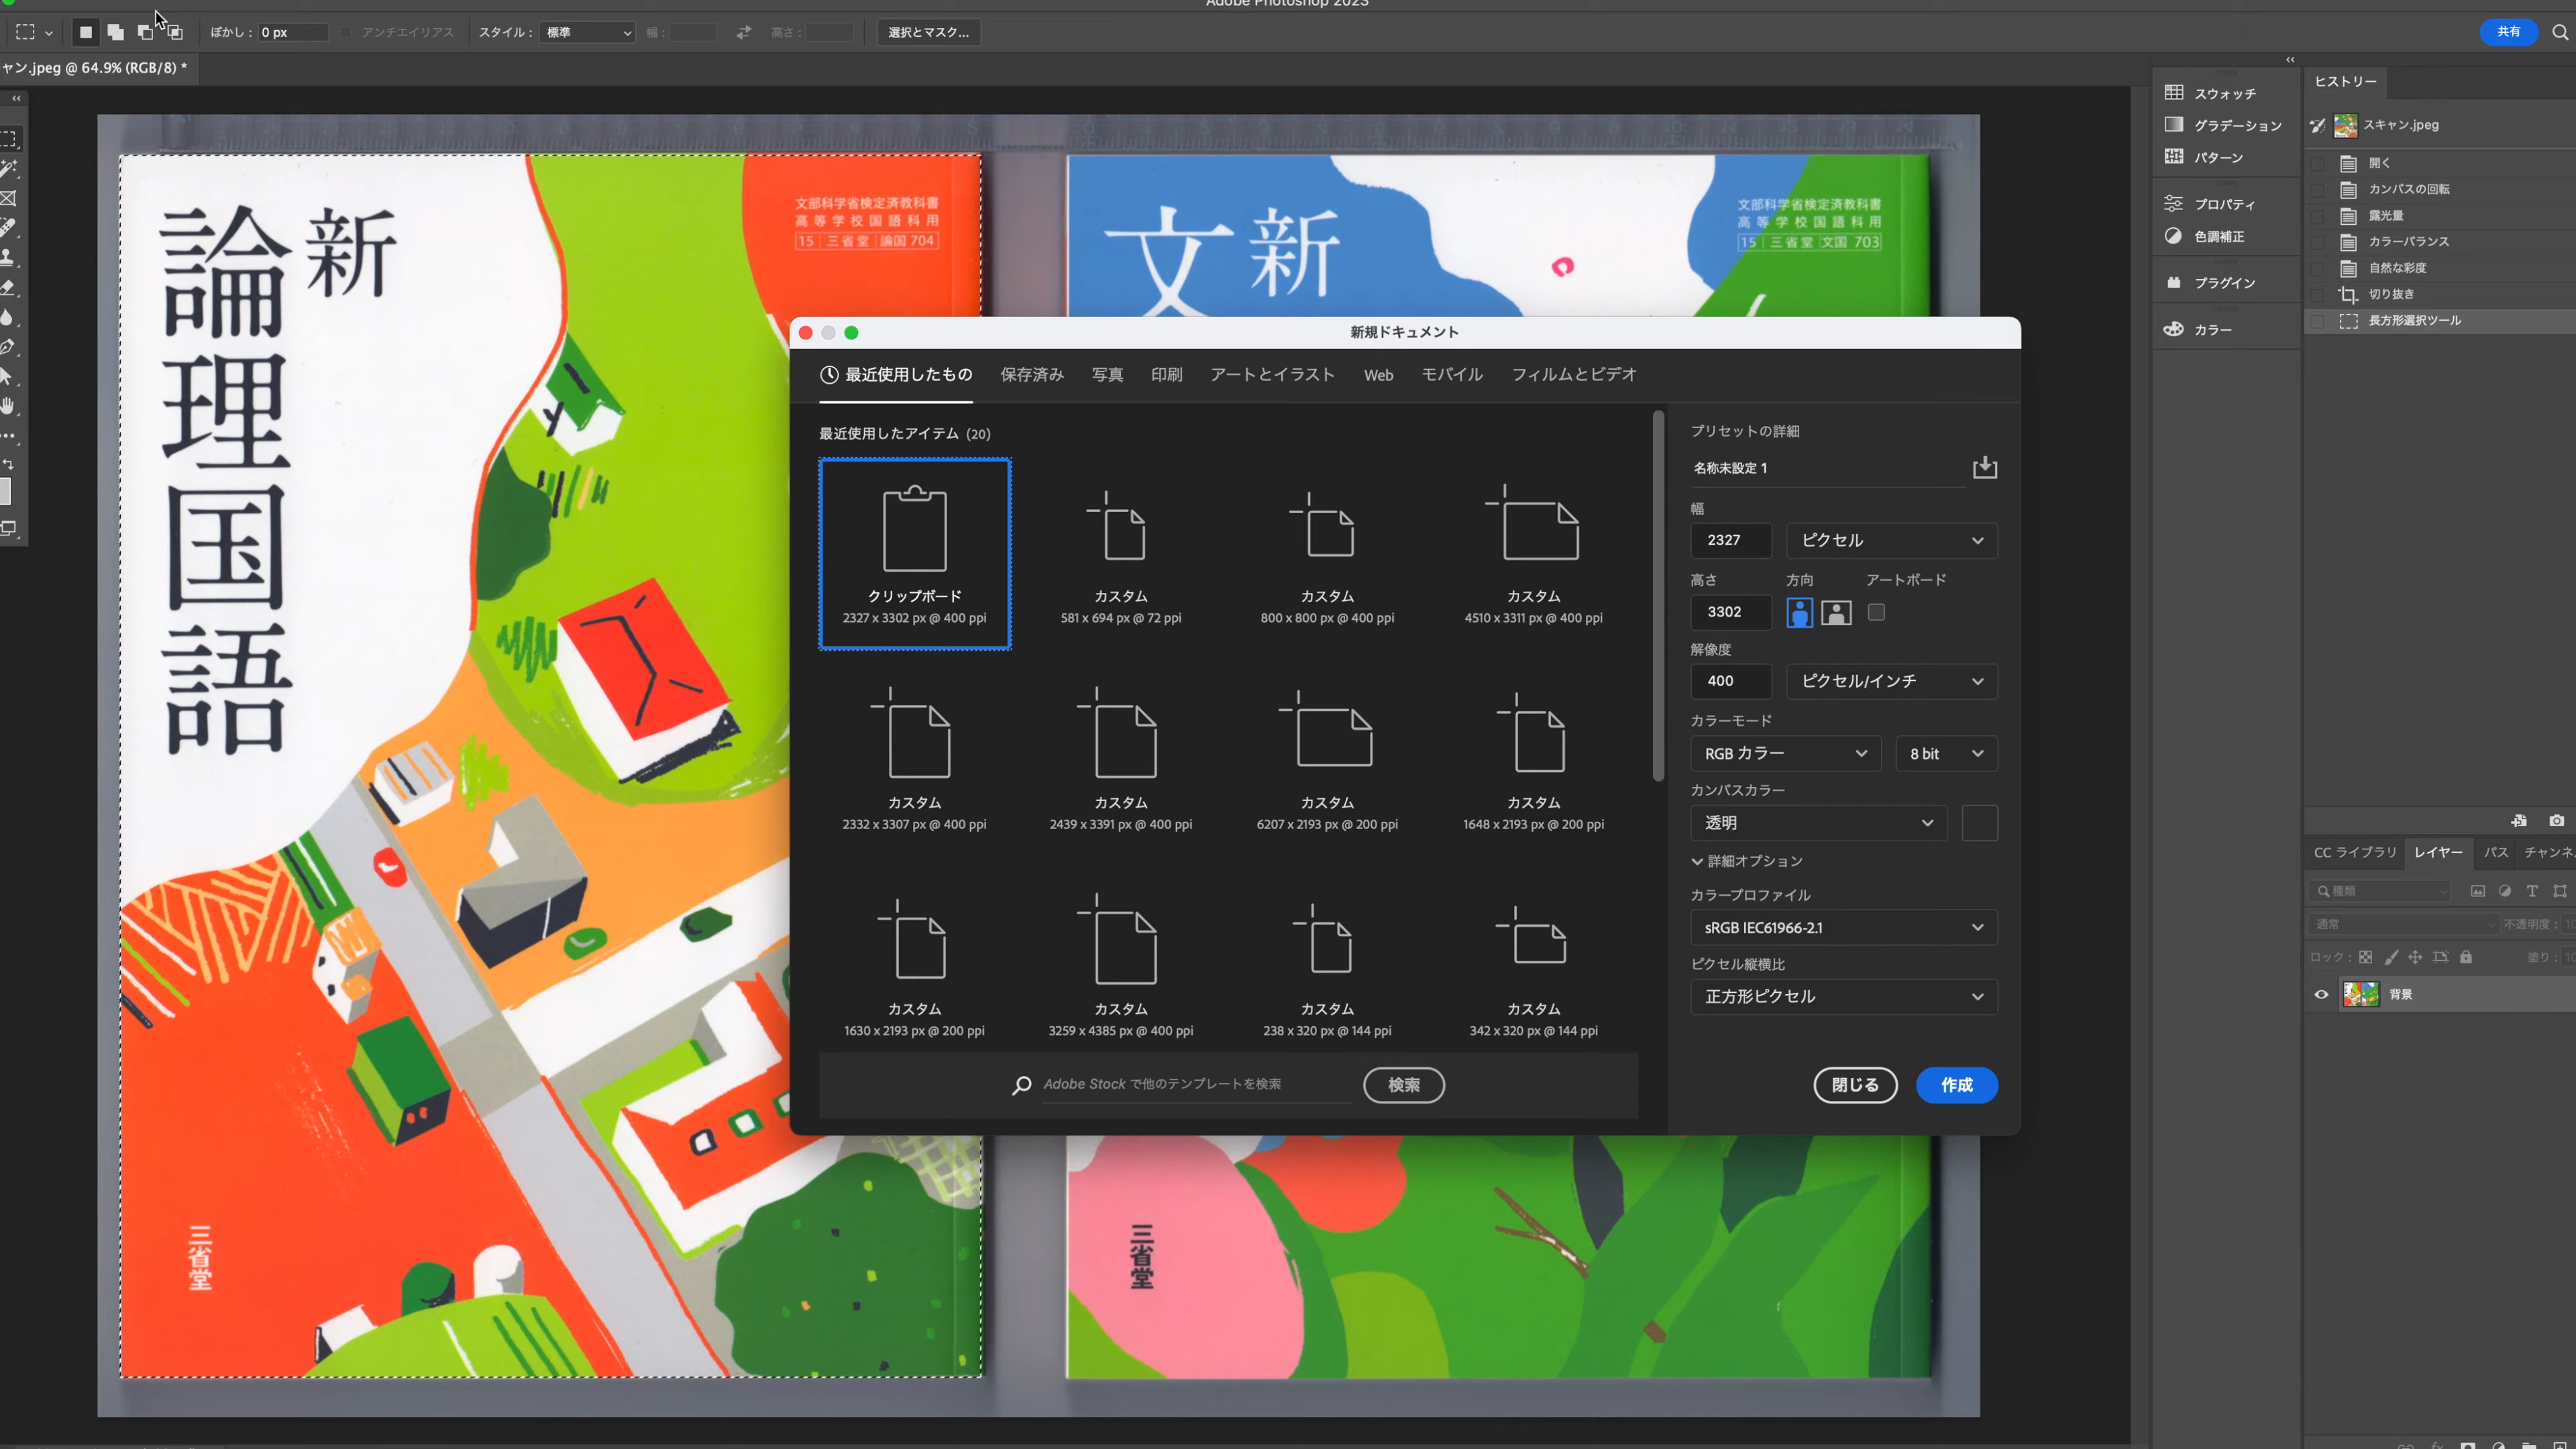 Adobe Photoshop 2023
ぼかし : 0 px
アンチエイリアス
スタイル : 標準
幅 :
高さ :
選択とマスク...
共有
ャン.jpeg @ 64.9% (RGB/8) *
新
論理国語
文部科学省検定済教科書
高等学校国語科用
15 三省堂 論国 704
三省堂
新
文
文部科学省検定済教科書
高等学校国語科用
15 三省堂 文国 703
三省堂
新規ドキュメント
最近使用したもの
保存済み
写真
印刷
アートとイラスト
Web
モバイル
フィルムとビデオ
最近使用したアイテム (20)
クリップボード
2327 x 3302 px @ 400 ppi
カスタム
581 x 694 px @ 72 ppi
カスタム
800 x 800 px @ 400 ppi
カスタム
4510 x 3311 px @ 400 ppi
カスタム
2332 x 3307 px @ 400 ppi
カスタム
2439 x 3391 px @ 400 ppi
カスタム
6207 x 2193 px @ 200 ppi
カスタム
1648 x 2193 px @ 200 ppi
カスタム
1630 x 2193 px @ 200 ppi
カスタム
3259 x 4385 px @ 400 ppi
カスタム
238 x 320 px @ 144 ppi
カスタム
342 x 320 px @ 144 ppi
Adobe Stock で他のテンプレートを検索
検索
プリセットの詳細
名称未設定 1
幅
2327
ピクセル
高さ
方向
アートボード
3302
解像度
400
ピクセル/インチ
カラーモード
RGB カラー
8 bit
カンバスカラー
透明
詳細オプション
カラープロファイル
sRGB IEC61966-2.1
ピクセル縦横比
正方形ピクセル
閉じる
作成
スウォッチ
グラデーション
パターン
プロパティ
色調補正
プラグイン
カラー
ヒストリー
スキャン.jpeg
開く
カンバスの回転
露光量
カラーバランス
自然な彩度
切り抜き
長方形選択ツール
CC ライブラリ
レイヤー
パス
チャンネ
種類
通常
不透明度 : 10
ロック :
塗り : 10
背景